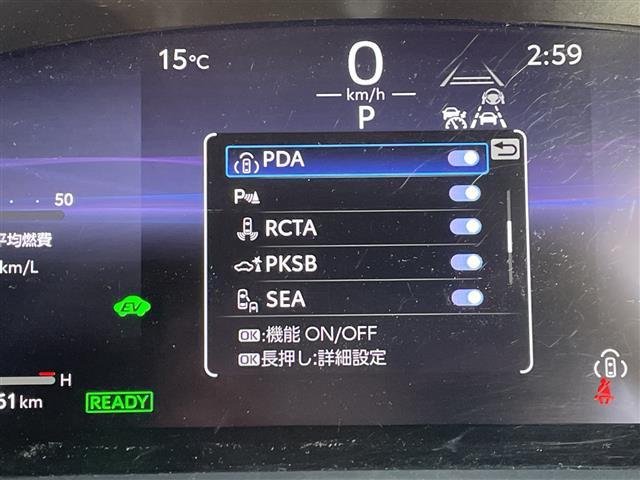 15°C
0
km/h
P
2:59
PDA
P
RCTA
PKSB
SEA
OK:機能 ON/OFF
OK長押し:詳細設定
50
平均燃費
km/L
EV
H
61km
READY